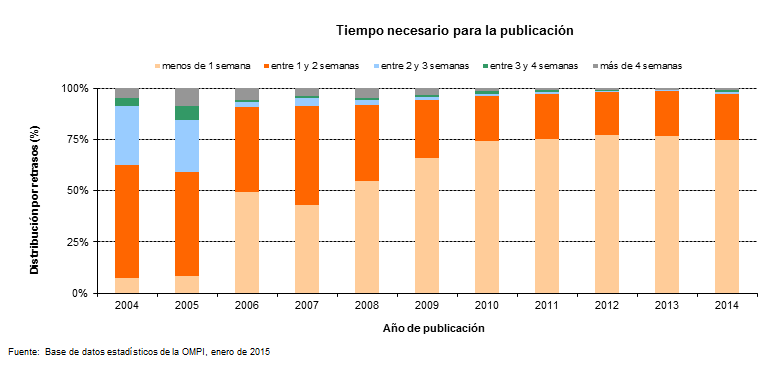 Tiempo necesario para la publicación
menos de 1 semana entre 1 y 2 semanas entre 2 y 3 semanas entre 3 y 4 semanas más de 4 semanas
100%
75%
50%
25%
0%
Distribución por retrasos (%)
2004 2005 2006 2007 2008 2009 2010 2011 2012 2013 2014
Año de publicación
Fuente: Base de datos estadísticos de la OMPI, enero de 2015